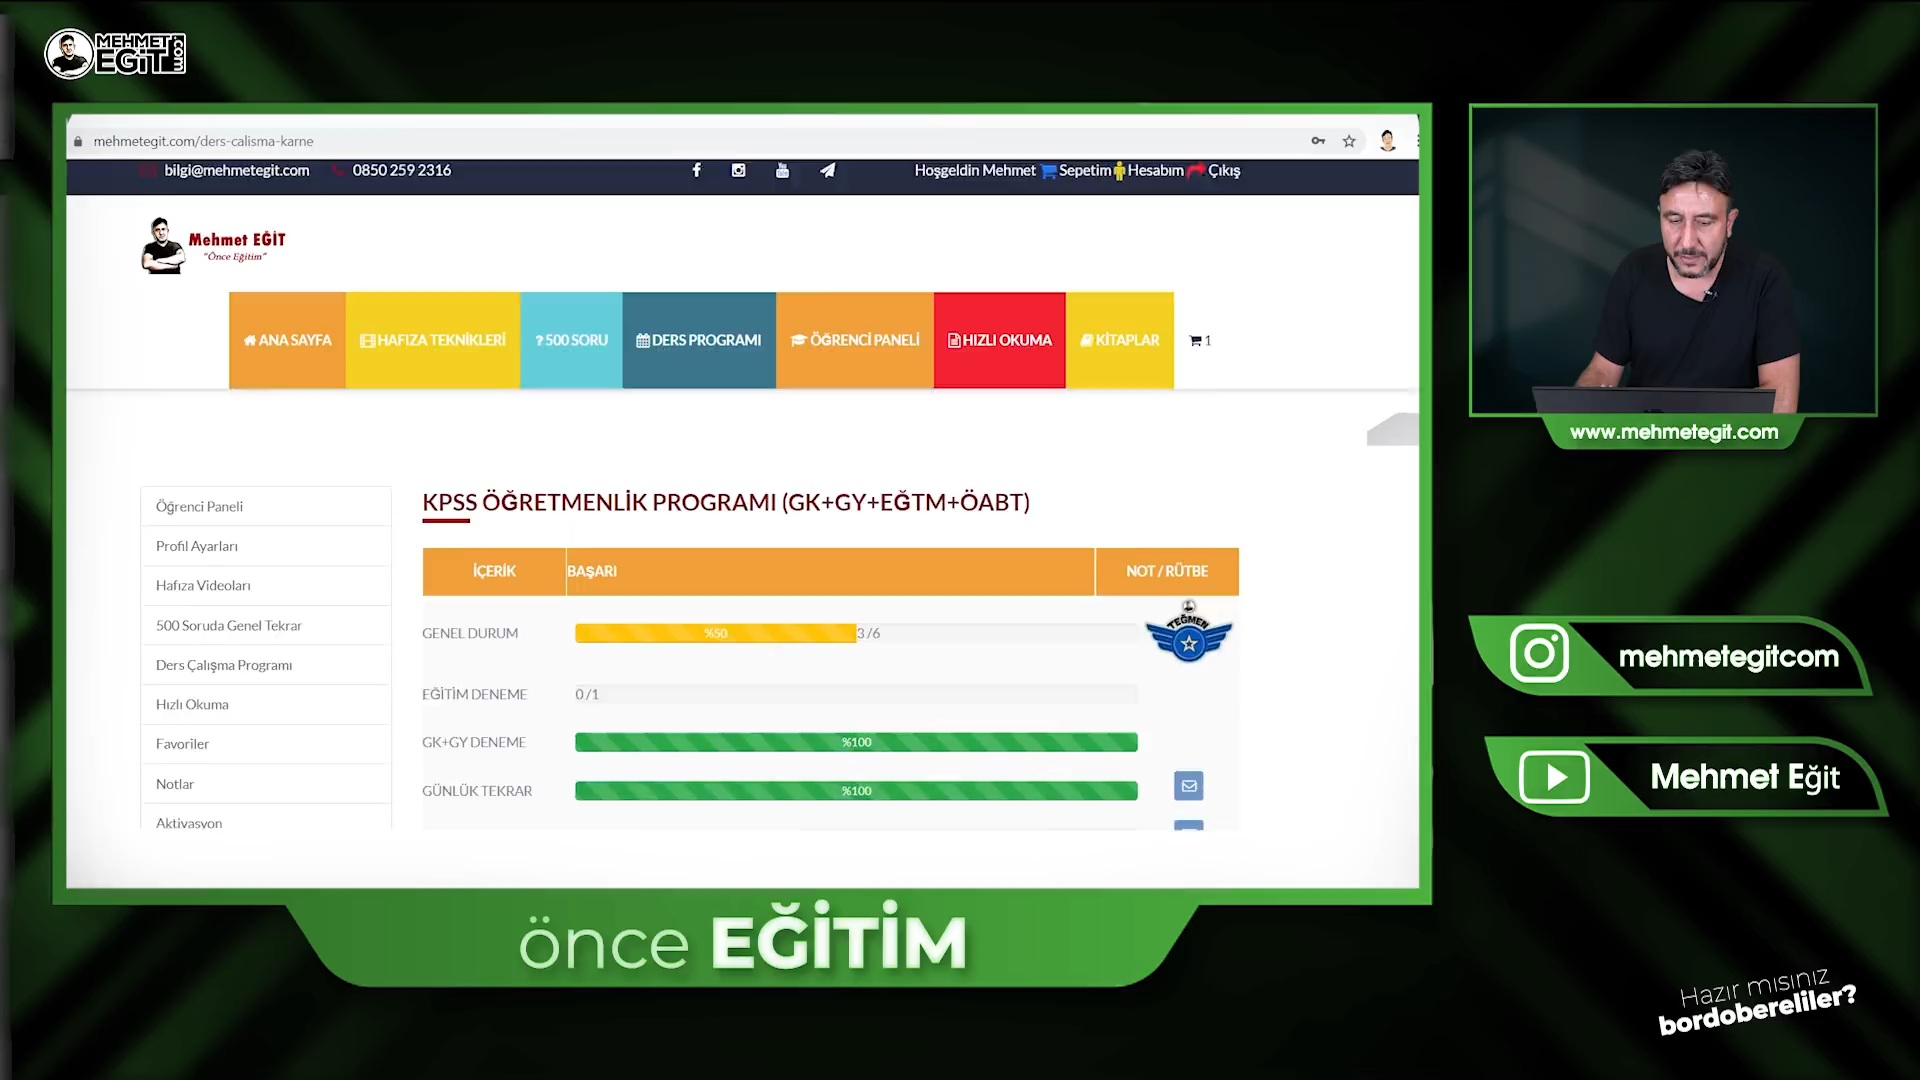 MEHMET
EGiT
.com
mehmetegit.com/ders-calisma-karne
bilgi@mehmetegit.com 0850 259 2316
Hoşgeldin Mehmet Sepetim Hesabım Çıkış
Mehmet EĞİT
"Önce Eğitim"
ANA SAYFA
HAFIZA TEKNİKLERİ
? 500 SORU
DERS PROGRAMI
ÖĞRENCİ PANELİ
HIZLI OKUMA
KİTAPLAR
1
Öğrenci Paneli
Profil Ayarları
Hafıza Videoları
500 Soruda Genel Tekrar
Ders Çalışma Programı
Hızlı Okuma
Favoriler
Notlar
Aktivasyon
KPSS ÖĞRETMENLİK PROGRAMI (GK+GY+EĞTM+ÖABT)
İÇERİK BAŞARI NOT / RÜTBE
GENEL DURUM %50 3 /6 TEĞMEN
EĞİTİM DENEME 0 /1
GK+GY DENEME %100
GÜNLÜK TEKRAR %100
önce EĞİTİM
www.mehmetegit.com
mehmetegitcom
Mehmet Eğit
Hazır mısınız
bordobereliler?